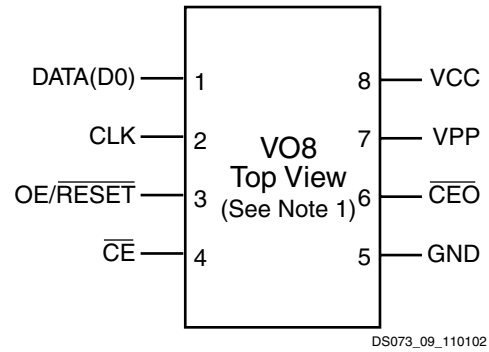 DATA(D0) 1 8 VCC
CLK 2 7 VPP
VO8
Top View
OE/RESET 3 (See Note 1) 6 CEO
CE 4 5 GND
DS073_09_110102